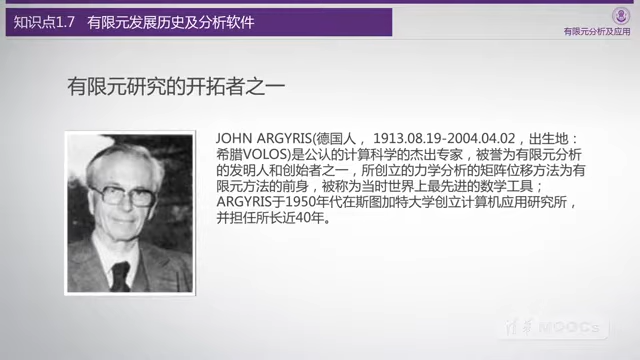 知识点1.7 有限元发展历史及分析软件
有限元分析及应用
有限元研究的开拓者之一
JOHN ARGYRIS(德国人， 1913.08.19-2004.04.02，出生地：
希腊VOLOS)是公认的计算科学的杰出专家，被誉为有限元分析
的发明人和创始者之一，所创立的力学分析的矩阵位移方法为有
限元方法的前身，被称为当时世界上最先进的数学工具；
ARGYRIS于1950年代在斯图加特大学创立计算机应用研究所，
并担任所长近40年。
清华MOOCs